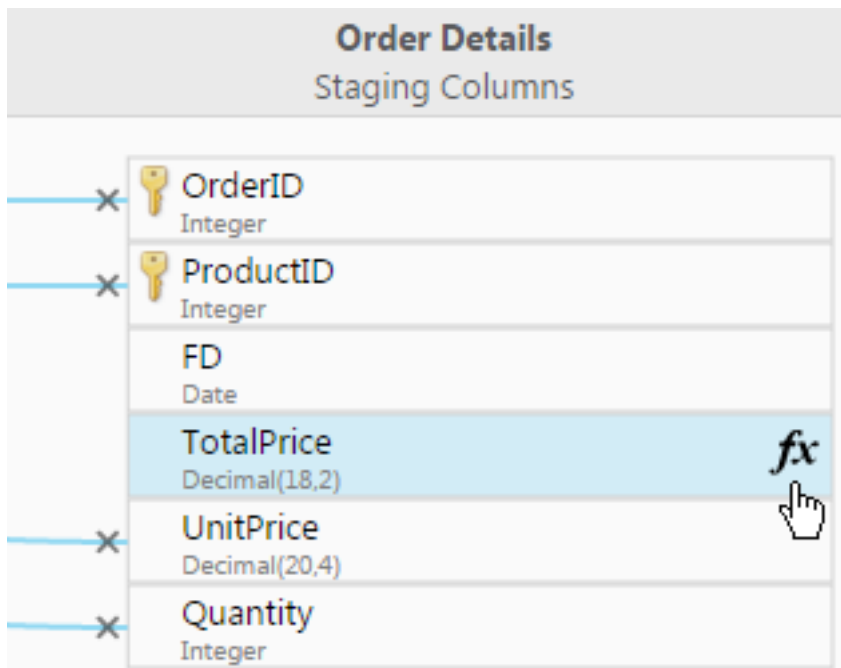 Order Details
Staging Columns
OrderID
Integer
ProductID
Integer
FD
Date
TotalPrice
Decimal(18,2)
fx
UnitPrice
Decimal(20,4)
Quantity
Integer